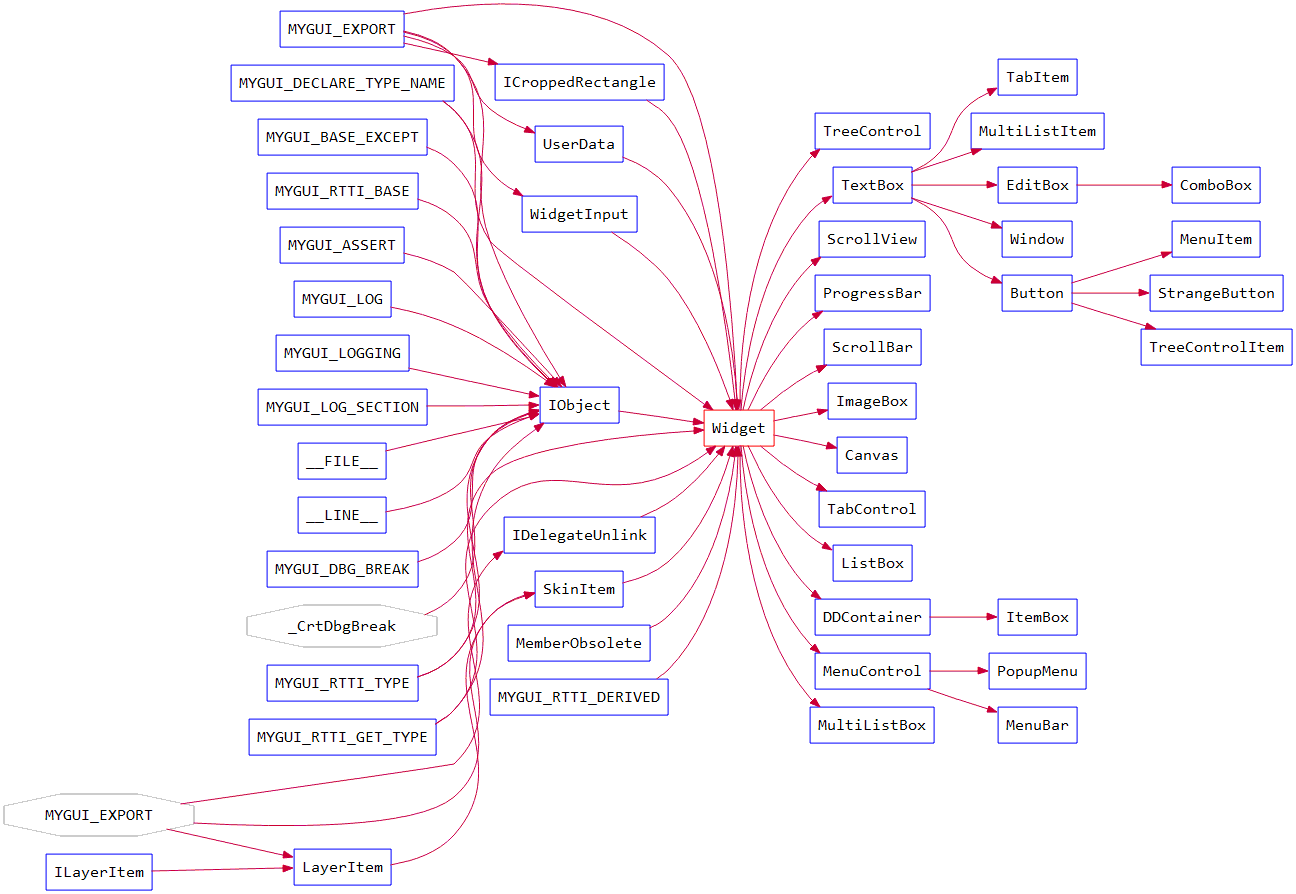 MYGUI_EXPORT
MYGUI_DECLARE_TYPE_NAME
MYGUI_BASE_EXCEPT
MYGUI_RTTI_BASE
MYGUI_ASSERT
MYGUI_LOG
MYGUI_LOGGING
MYGUI_LOG_SECTION
__FILE__
__LINE__
MYGUI_DBG_BREAK
_CrtDbgBreak
MYGUI_RTTI_TYPE
MYGUI_RTTI_GET_TYPE
MYGUI_EXPORT
ILayerItem
LayerItem
ICroppedRectangle
UserData
WidgetInput
IObject
IDelegateUnlink
SkinItem
MemberObsolete
MYGUI_RTTI_DERIVED
Widget
TreeControl
TextBox
ScrollView
ProgressBar
ScrollBar
ImageBox
Canvas
TabControl
ListBox
DDContainer
MenuControl
MultiListBox
TabItem
MultiListItem
EditBox
Window
Button
ItemBox
PopupMenu
MenuBar
ComboBox
MenuItem
StrangeButton
TreeControlItem